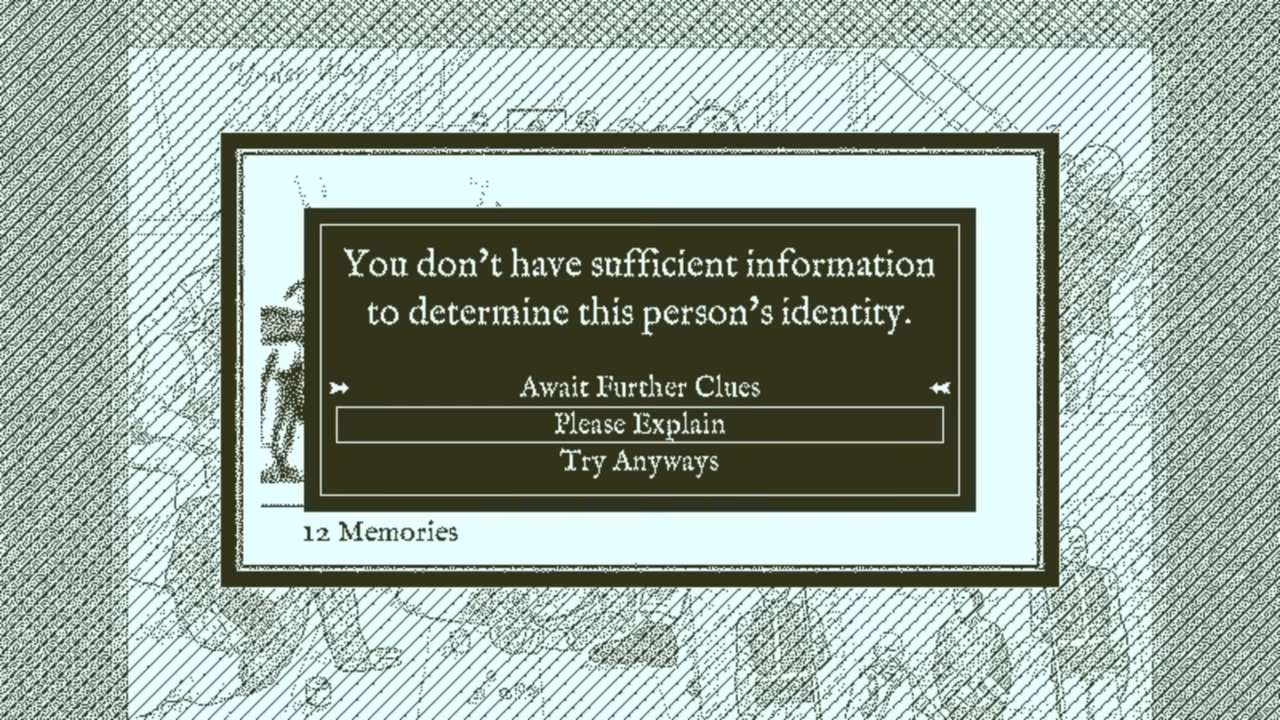 You don't have sufficient information
to determine this person's identity.
Await Further Clues
Please Explain
Try Anyways
12 Memories